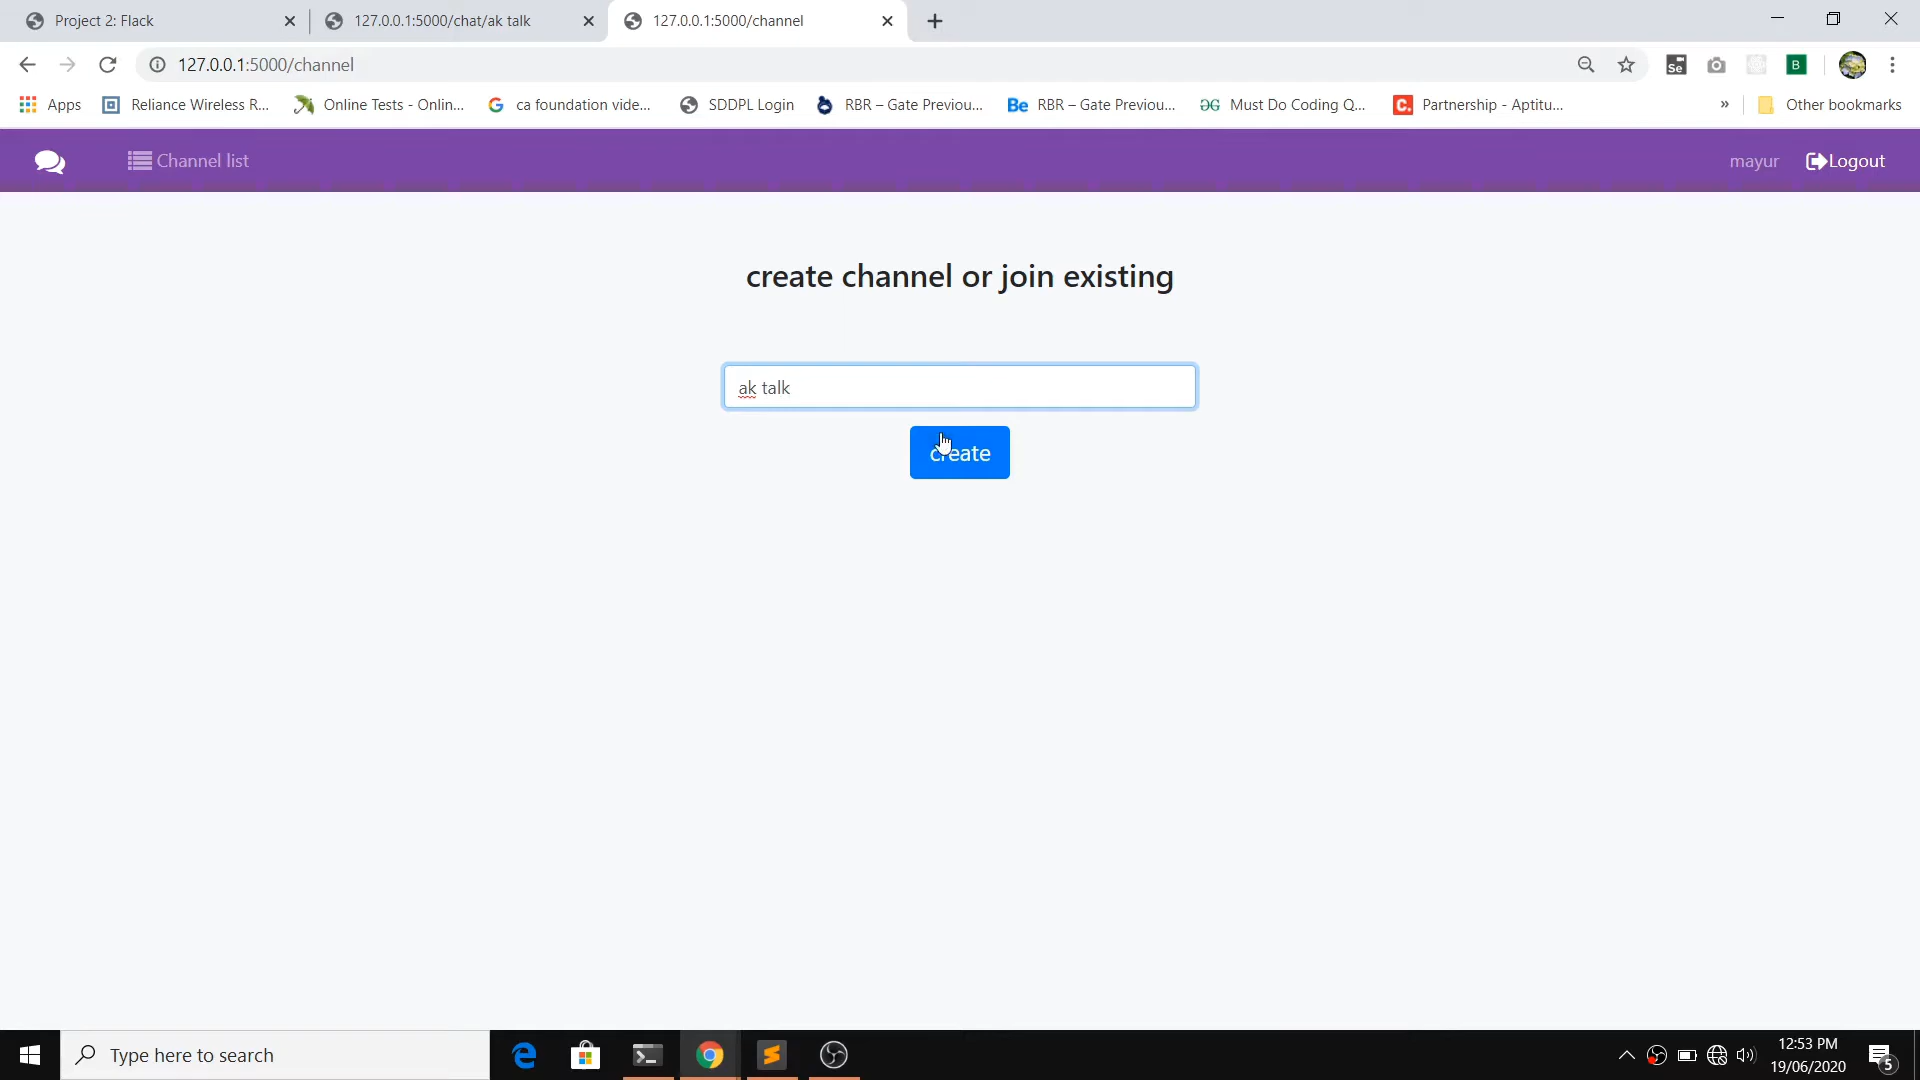 Project 2: Flack
127.0.0.1:5000/chat/ak talk
127.0.0.1:5000/channel
127.0.0.1:5000/channel
Se
B
Apps
Reliance Wireless R...
Online Tests - Onlin...
ca foundation vide...
SDDPL Login
RBR – Gate Previou...
Be RBR – Gate Previou...
Must Do Coding Q...
C. Partnership - Aptitu...
» Other bookmarks
Channel list
mayur
Logout
create channel or join existing
ak talk
create
Type here to search
12:53 PM
19/06/2020
5